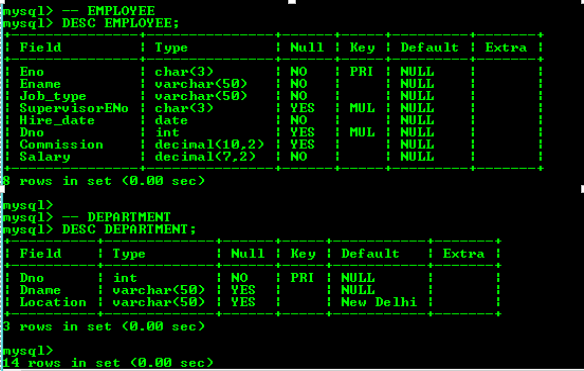 mysql> -- EMPLOYEE
mysql> DESC EMPLOYEE;
+--------------+---------------+------+-----+---------+-------+
| Field | Type | Null | Key | Default | Extra |
+--------------+---------------+------+-----+---------+-------+
| Eno | char(3) | NO | PRI | NULL | |
| Ename | varchar(50) | NO | | NULL | |
| Job_type | varchar(50) | NO | | NULL | |
| SupervisorENo | char(3) | YES | MUL | NULL | |
| Hire_date | date | NO | | NULL | |
| Dno | int | YES | MUL | NULL | |
| Commission | decimal(10,2) | YES | | NULL | |
| Salary | decimal(7,2) | NO | | NULL | |
+--------------+---------------+------+-----+---------+-------+
8 rows in set (0.00 sec)
mysql>
mysql> -- DEPARTMENT
mysql> DESC DEPARTMENT;
+----------+-------------+------+-----+-----------+-------+
| Field | Type | Null | Key | Default | Extra |
+----------+-------------+------+-----+-----------+-------+
| Dno | int | NO | PRI | NULL | |
| Dname | varchar(50) | YES | | NULL | |
| Location | varchar(50) | YES | | New Delhi | |
+----------+-------------+------+-----+-----------+-------+
3 rows in set (0.00 sec)
mysql>
14 rows in set (0.00 sec)